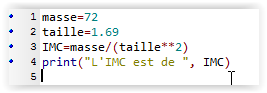 1 masse=72
2 taille=1.69
3 IMC=masse/(taille**2)
4 print("L'IMC est de ", IMC)
5